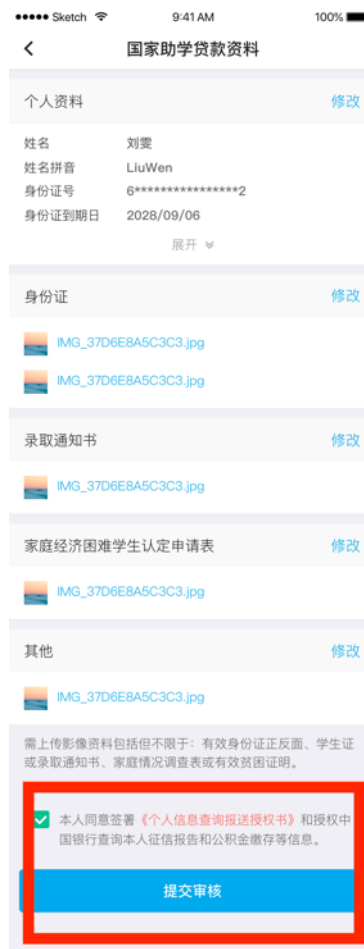 Sketch 9:41 AM 100%
国家助学贷款资料
个人资料 修改
姓名 刘雯
姓名拼音 LiuWen
身份证号 6****************2
身份证到期日 2028/09/06
展开
身份证 修改
IMG_37D6E8A5C3C3.jpg
IMG_37D6E8A5C3C3.jpg
录取通知书 修改
IMG_37D6E8A5C3C3.jpg
家庭经济困难学生认定申请表 修改
IMG_37D6E8A5C3C3.jpg
其他 修改
IMG_37D6E8A5C3C3.jpg
需上传影像资料包括但不限于：有效身份证正反面、学生证
或录取通知书、家庭情况调查表或有效贫困证明。
本人同意签署《个人信息查询报送授权书》和授权中
国银行查询本人征信报告和公积金缴存等信息。
提交审核